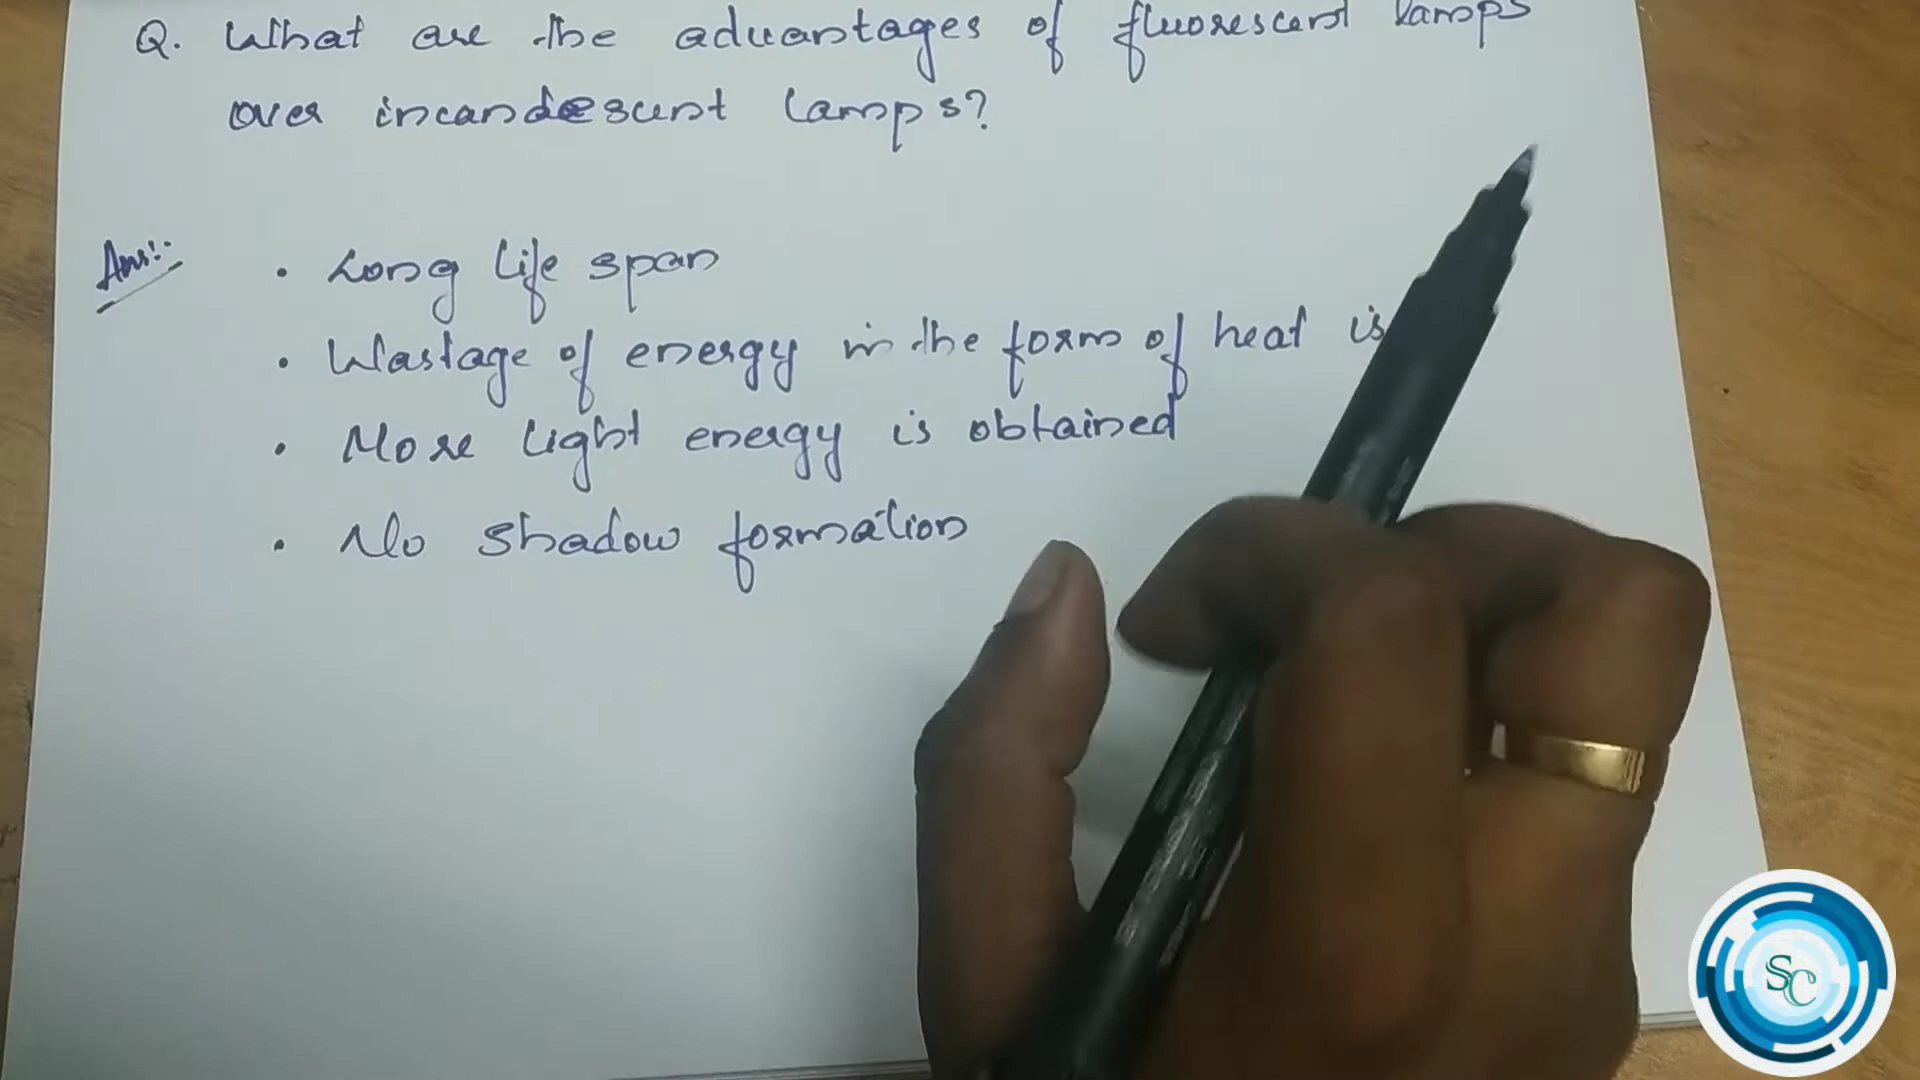 Q. What are the advantages of fluorescent lamps
over incandescent lamps?
Ans:-
• Long life span
• Wastage of energy in the form of heat is
• More light energy is obtained
• No shadow formation
SC